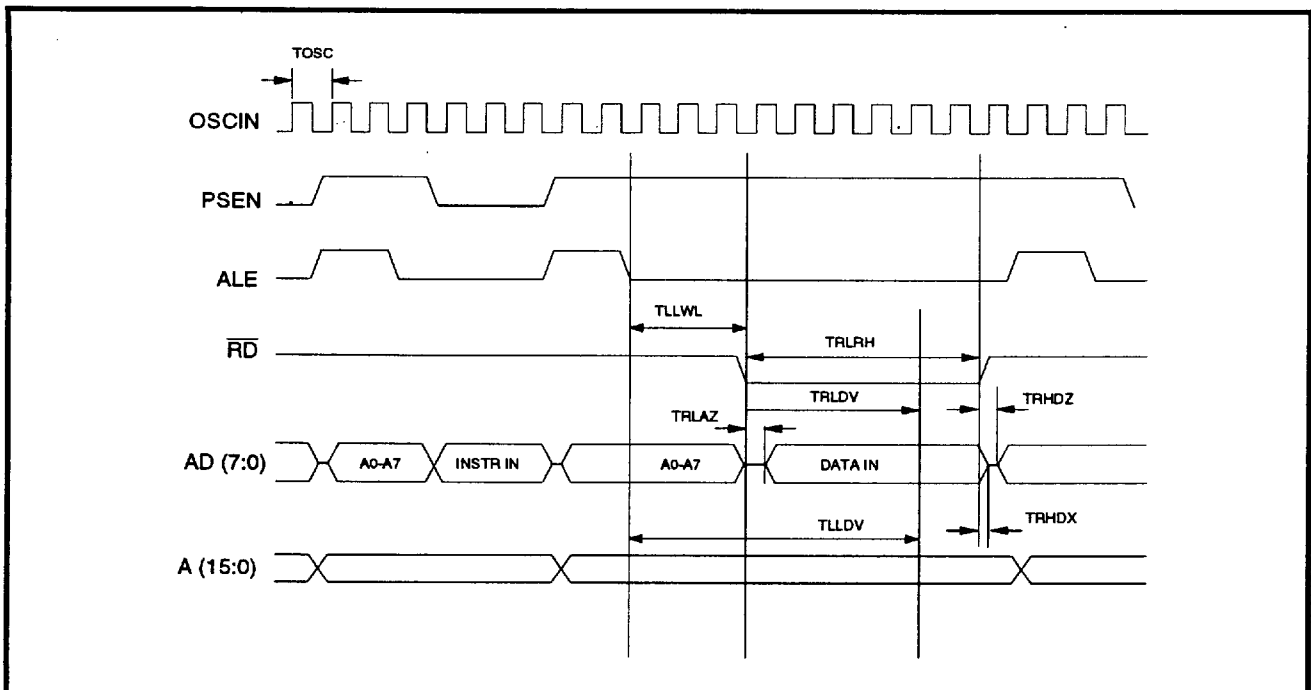 TOSC
OSCIN
PSEN
ALE
TLLWL
RD
TRLRH
TRLDV
TRHDZ
TRLAZ
AD (7:0)
A0-A7
INSTR IN
A0-A7
DATA IN
TRHDX
TLLDV
A (15:0)